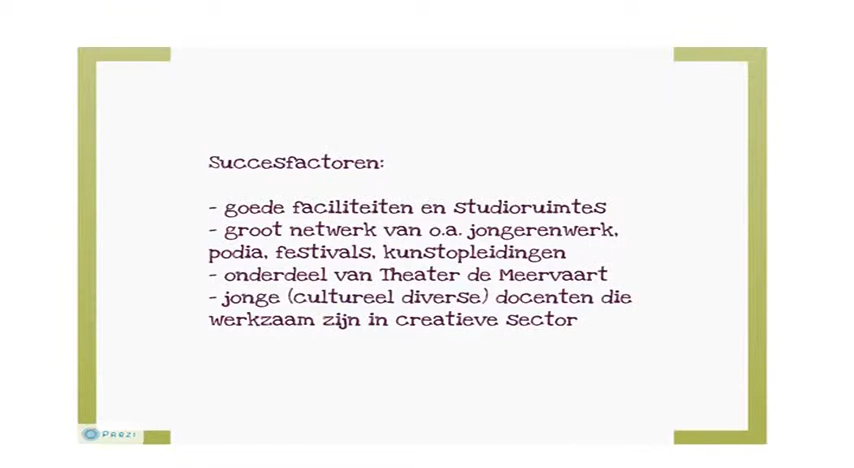 Succesfactoren:
- goede faciliteiten en studioruimtes
- groot netwerk van o.a. jongerenwerk,
podia, festivals, kunstopleidingen
- onderdeel van Theater de Meervaart
- jonge (cultureel diverse) docenten die
werkzaam zijn in creatieve sector
Prezi